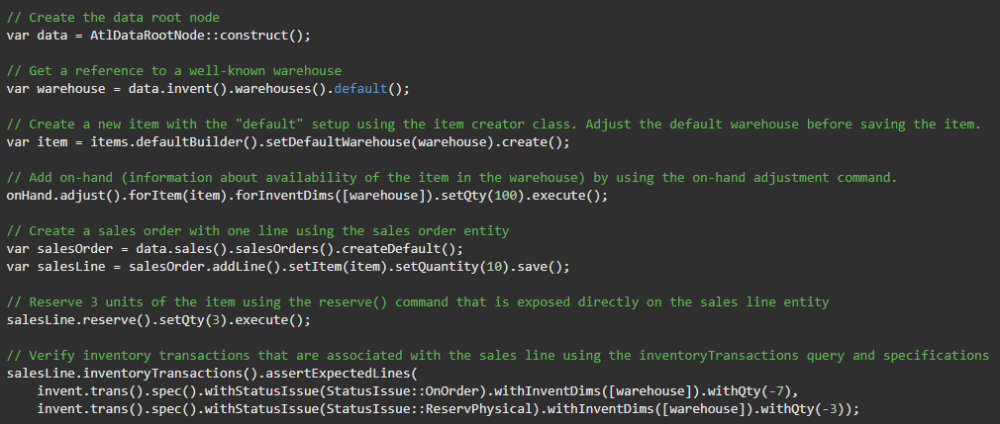 // Create the data root node
var data = AtlDataRootNode::construct();
// Get a reference to a well-known warehouse
var warehouse = data.invent().warehouses().default();
// Create a new item with the "default" setup using the item creator class. Adjust the default warehouse before saving the item.
var item = items.defaultBuilder().setDefaultWarehouse(warehouse).create();
// Add on-hand (information about availability of the item in the warehouse) by using the on-hand adjustment command.
onHand.adjust().forItem(item).forInventDims([warehouse]).setQty(100).execute();
// Create a sales order with one line using the sales order entity
var salesOrder = data.sales().salesOrders().createDefault();
var salesLine = salesOrder.addLine().setItem(item).setQuantity(10).save();
// Reserve 3 units of the item using the reserve() command that is exposed directly on the sales line entity
salesLine.reserve().setQty(3).execute();
// Verify inventory transactions that are associated with the sales line using the inventoryTransactions query and specifications
salesLine.inventoryTransactions().assertExpectedLines(
    invent.trans().spec().withStatusIssue(StatusIssue::OnOrder).withInventDims([warehouse]).withQty(-7),
    invent.trans().spec().withStatusIssue(StatusIssue::ReservPhysical).withInventDims([warehouse]).withQty(-3));